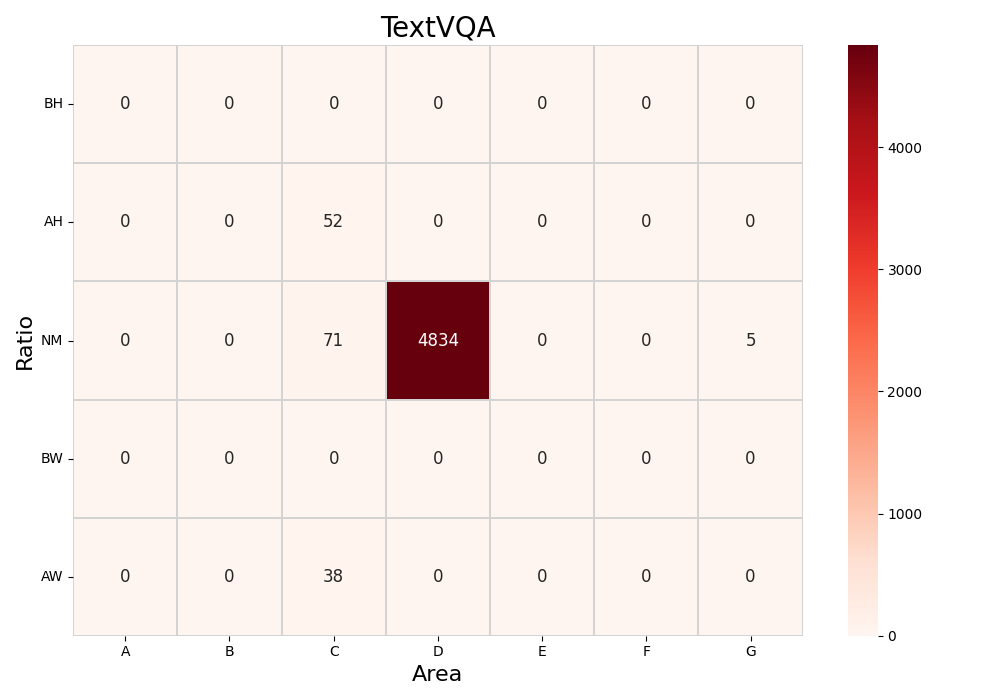 TextVQA
BH 0 0 0 0 0 0 0
AH 0 0 52 0 0 0 0
NM 0 0 71 4834 0 0 5
BW 0 0 0 0 0 0 0
AW 0 0 38 0 0 0 0
A B C D E F G
Area
Ratio
4000
3000
2000
1000
0